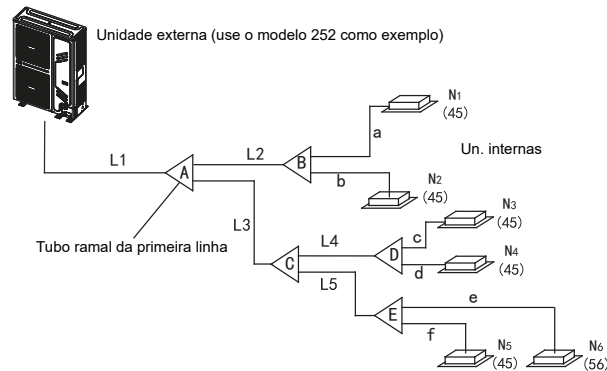 Unidade externa (use o modelo 252 como exemplo)
N1
(45)
a
Un. internas
L1
L2
A
B
b
N2
(45)
N3
(45)
L3
Tubo ramal da primeira linha
L4
c
D
d
N4
(45)
C
L5
e
E
f
N5
(45)
N6
(56)